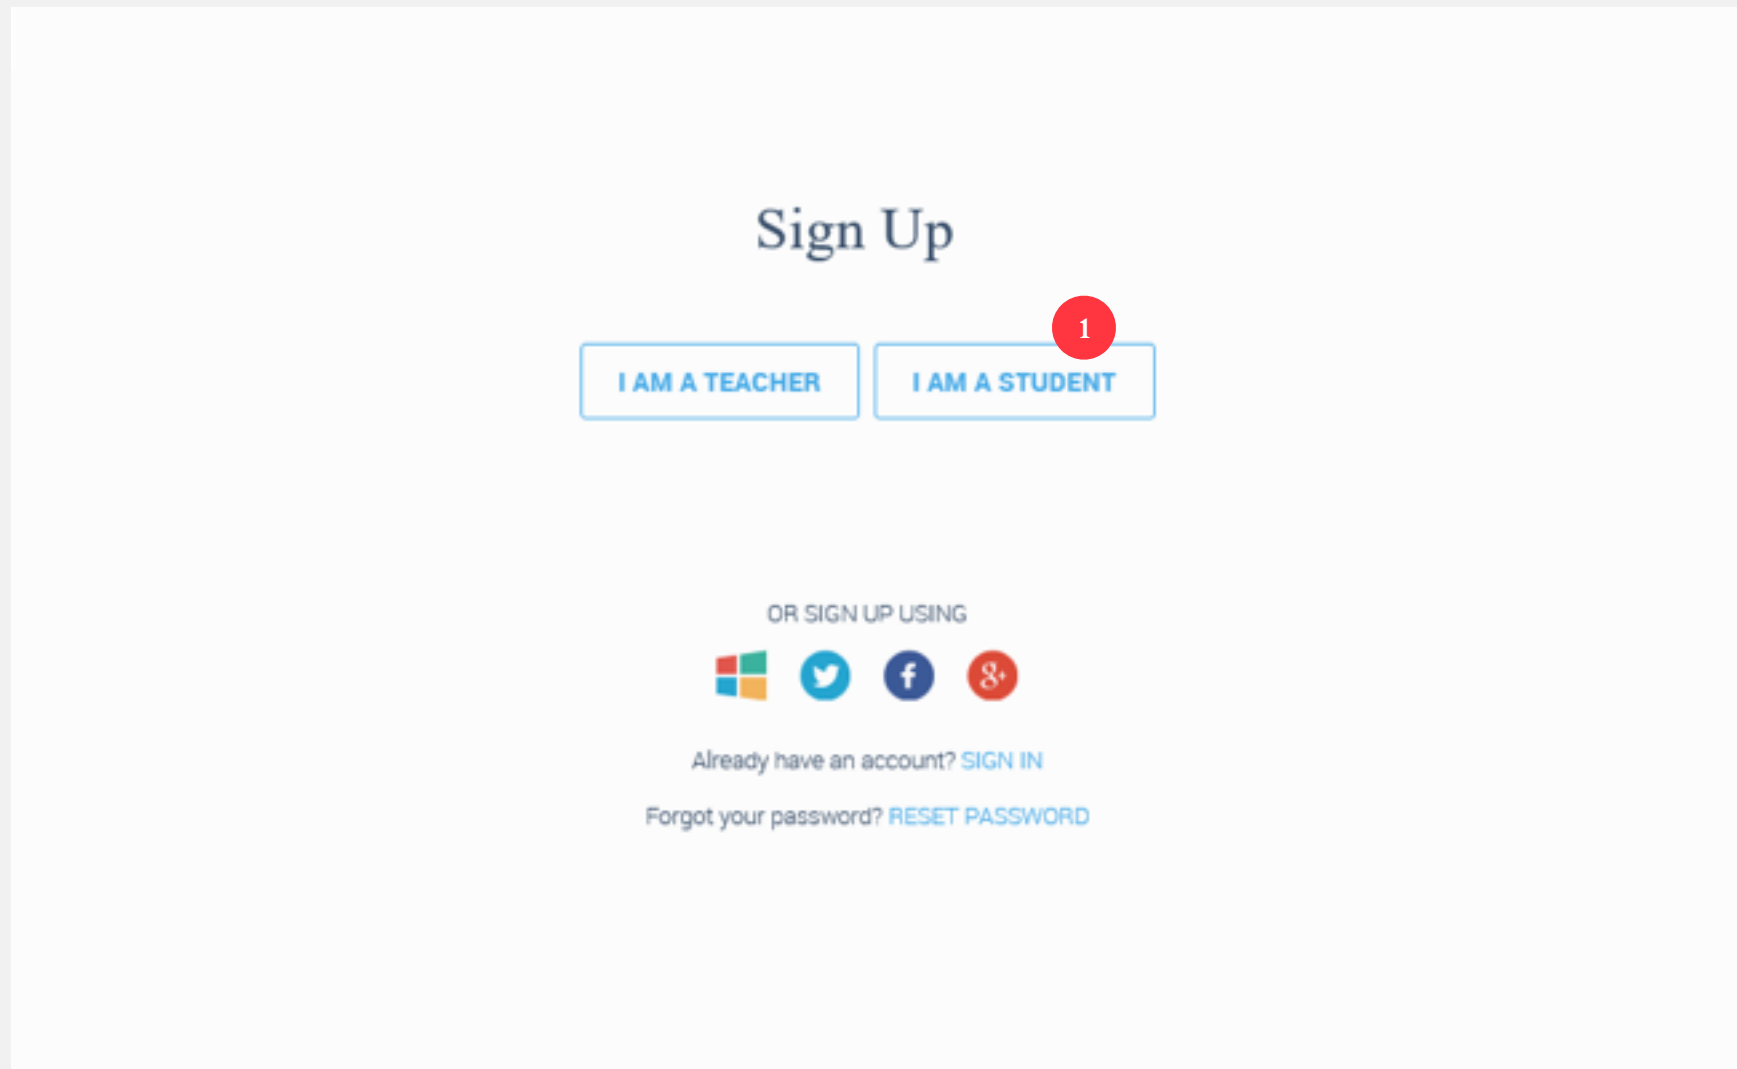 Sign Up
1
I AM A TEACHER
I AM A STUDENT
OR SIGN UP USING
f
8+
Already have an account? SIGN IN
Forgot your password? RESET PASSWORD